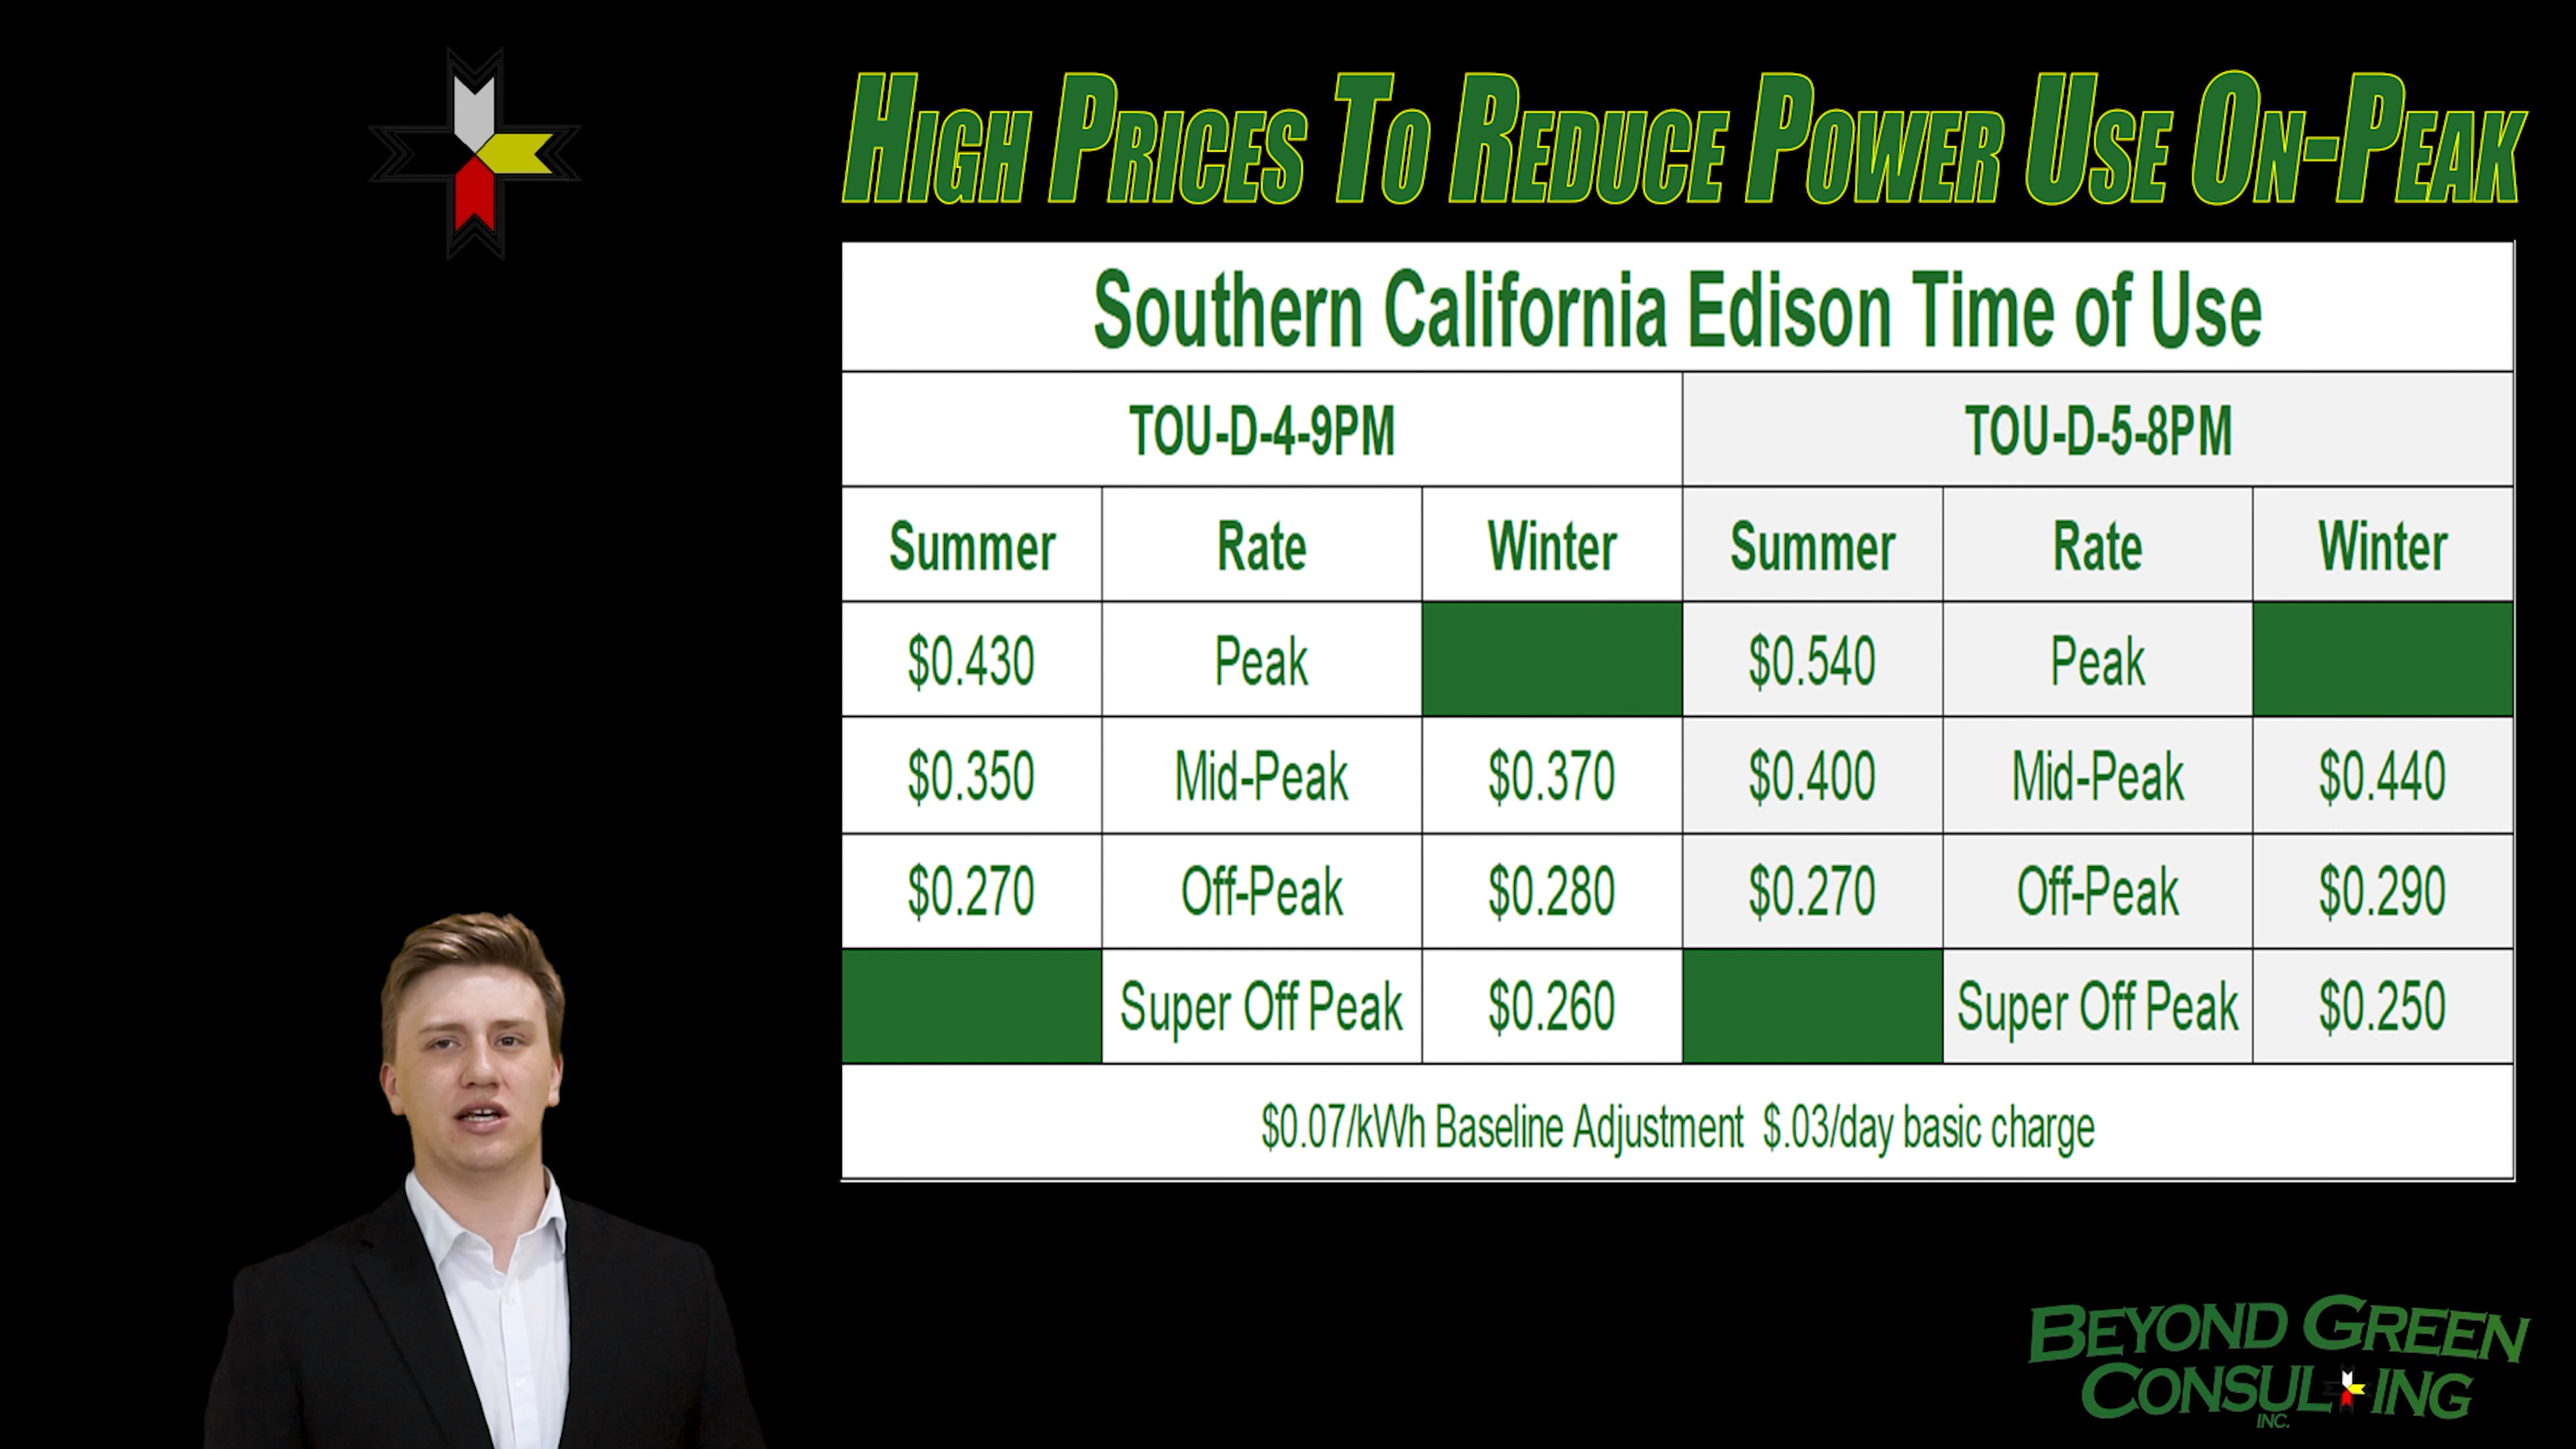 High Prices To Reduce Power Use On-Peak
Southern California Edison Time of Use
TOU-D-4-9PM TOU-D-5-8PM
Summer Rate Winter Summer Rate Winter
$0.430 Peak $0.540 Peak
$0.350 Mid-Peak $0.370 $0.400 Mid-Peak $0.440
$0.270 Off-Peak $0.280 $0.270 Off-Peak $0.290
Super Off Peak $0.260 Super Off Peak $0.250
$0.07/kWh Baseline Adjustment $.03/day basic charge
Beyond Green
Consulting
Inc.